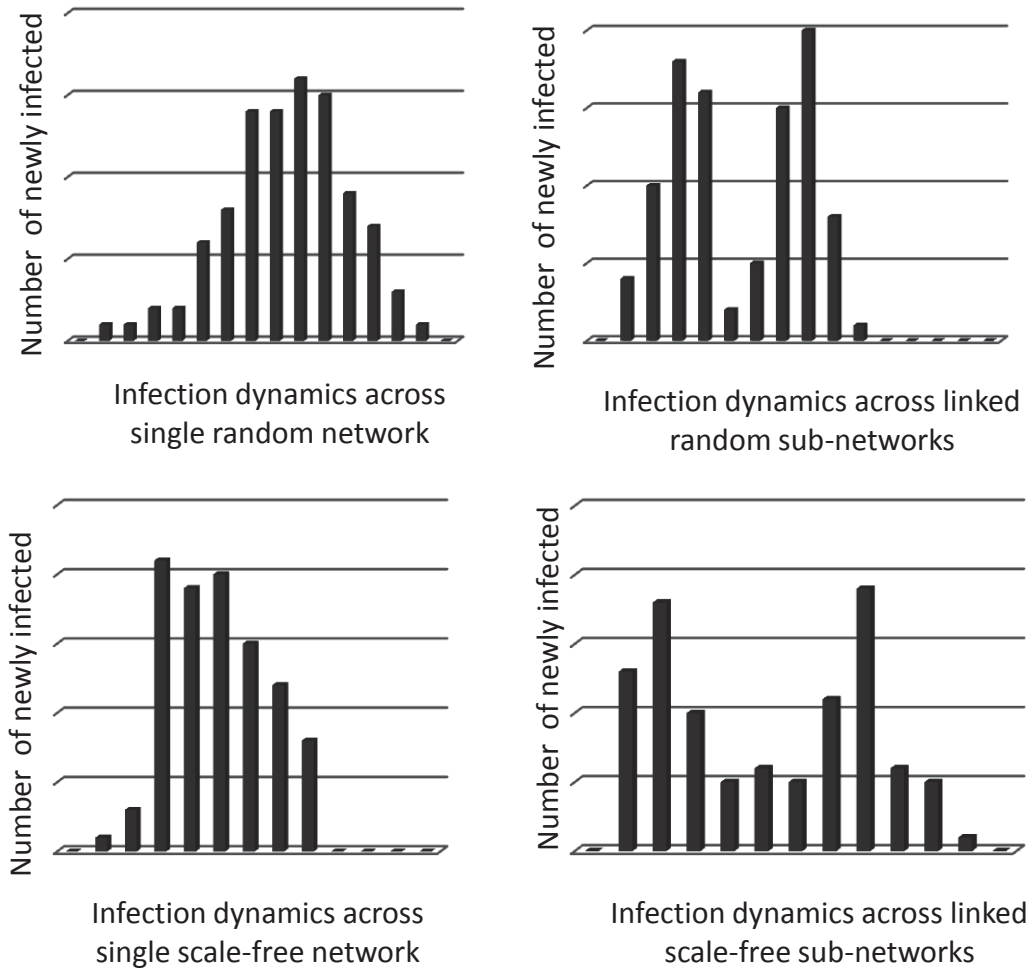 Number of newly infected
Infection dynamics across
single random network
Number of newly infected
Infection dynamics across linked
random sub-networks
Number of newly infected
Infection dynamics across
single scale-free network
Number of newly infected
Infection dynamics across linked
scale-free sub-networks